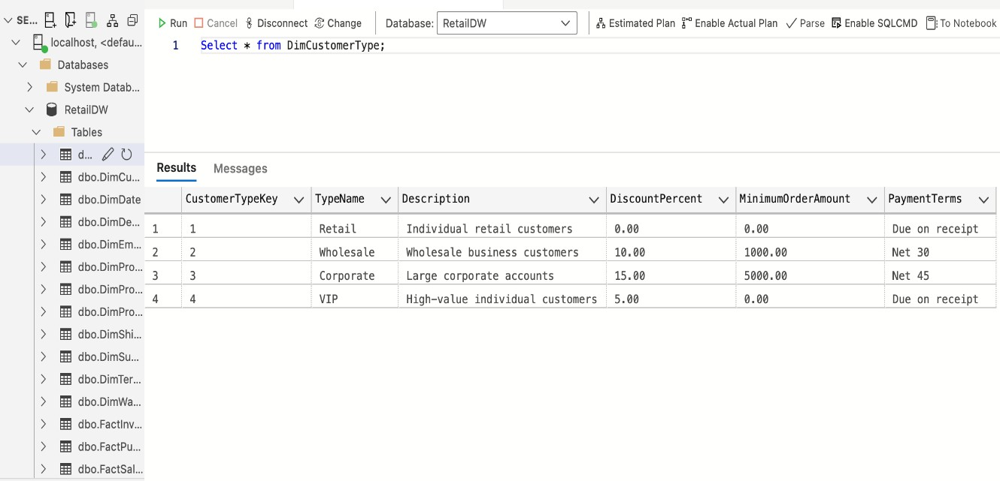 SE...
Run Cancel Disconnect Change Database: RetailDW Estimated Plan Enable Actual Plan Parse Enable SQLCMD To Notebook
localhost, <defau...
Databases
System Datab...
RetailDW
Tables
d...
dbo.DimCu...
dbo.DimDate
dbo.DimDe...
dbo.DimEm...
dbo.DimPro...
dbo.DimPro...
dbo.DimPro...
dbo.DimShi...
dbo.DimSu...
dbo.DimTer...
dbo.DimWa...
dbo.FactInv...
dbo.FactPu...
dbo.FactSal...
1 Select * from DimCustomerType;
Results Messages
CustomerTypeKey TypeName Description DiscountPercent MinimumOrderAmount PaymentTerms
1 1 Retail Individual retail customers 0.00 0.00 Due on receipt
2 2 Wholesale Wholesale business customers 10.00 1000.00 Net 30
3 3 Corporate Large corporate accounts 15.00 5000.00 Net 45
4 4 VIP High-value individual customers 5.00 0.00 Due on receipt